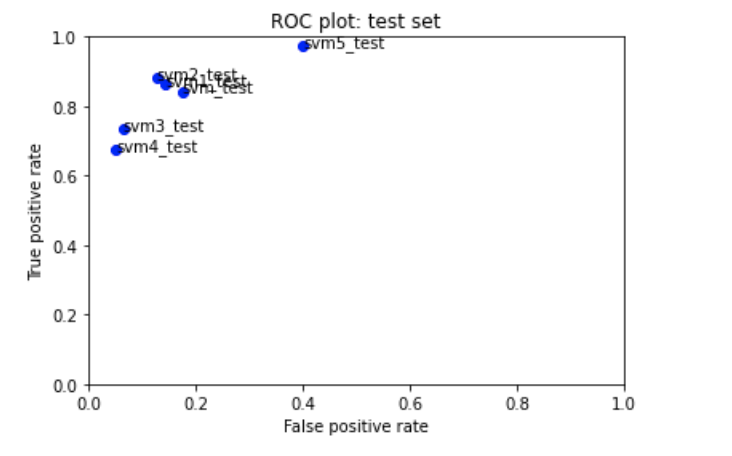 ROC plot: test set
1.0
0.8
0.6
0.4
0.2
0.0
True positive rate
svm5_test
svm2_test
svm1_test
svm_test
svm3_test
svm4_test
0.0 0.2 0.4 0.6 0.8 1.0
False positive rate